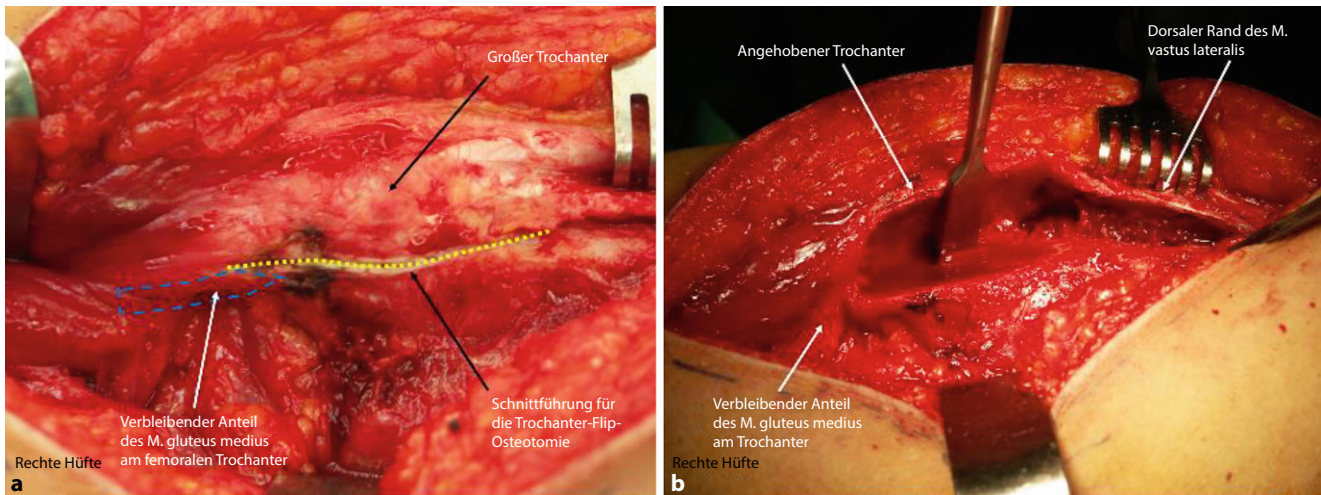 Großer Trochanter
Verbleibender Anteil
des M. gluteus medius
am femoralen Trochanter
Schnittführung für
die Trochanter-Flip-
Osteotomie
Rechte Hüfte
a
Angehobener Trochanter
Dorsaler Rand des M.
vastus lateralis
Verbleibender Anteil
des M. gluteus medius
am Trochanter
Rechte Hüfte
b